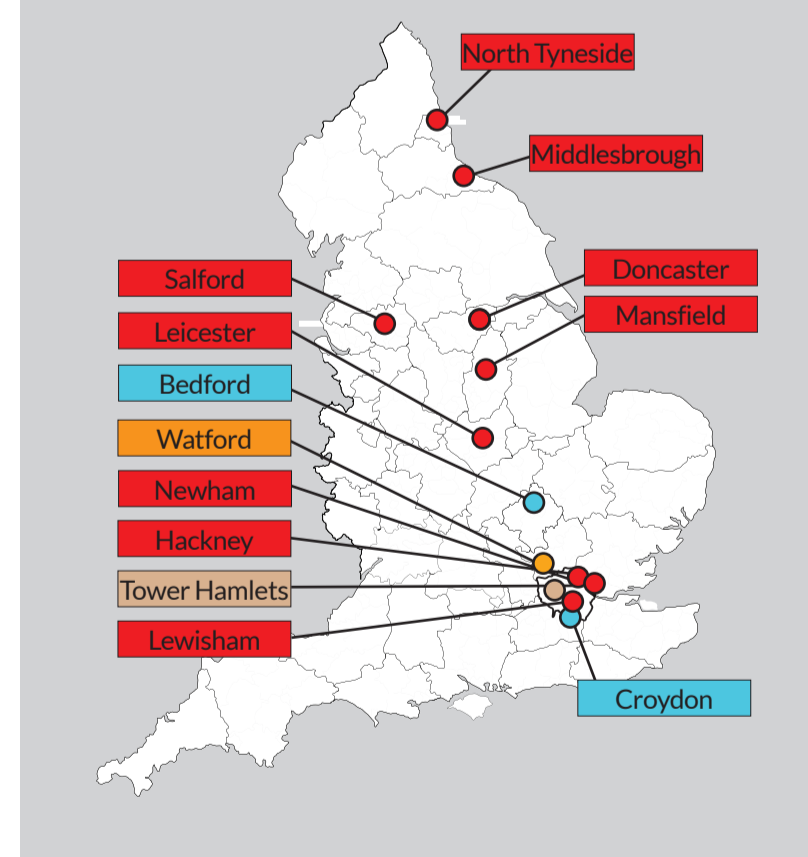 North Tyneside
Middlesbrough
Salford
Doncaster
Leicester
Mansfield
Bedford
Watford
Newham
Hackney
Tower Hamlets
Lewisham
Croydon